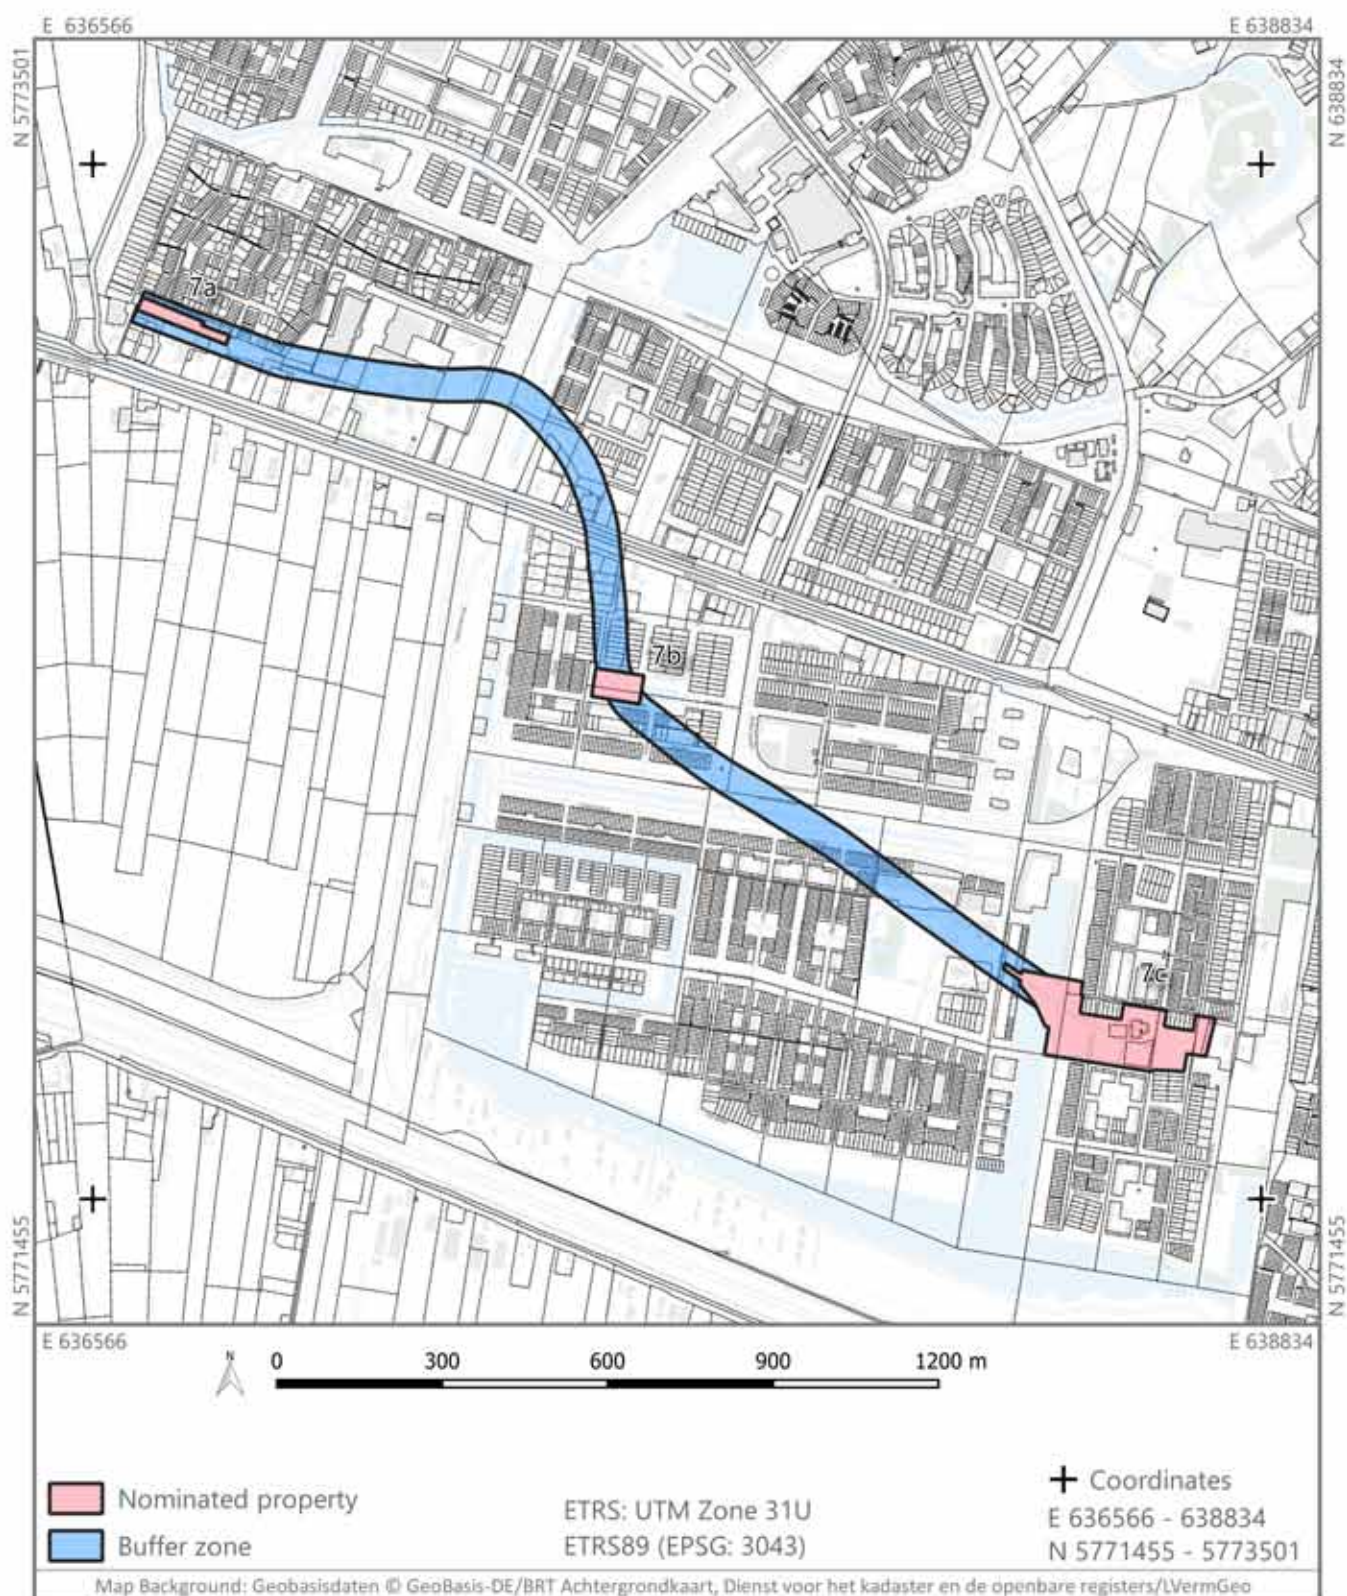 E 636566
E 638834
N 5773501
N 638834
7a
7b
7c
N 5771455
N 5771455
E 636566
E 638834
N
0 300 600 900 1200 m
Nominated property
Buffer zone
ETRS: UTM Zone 31U
ETRS89 (EPSG: 3043)
Coordinates
E 636566 - 638834
N 5771455 - 5773501
Map Background: Geobasisdaten © GeoBasis-DE/BRT Achtergrondkaart, Dienst voor het kadaster en de openbare registers/LVermGeo